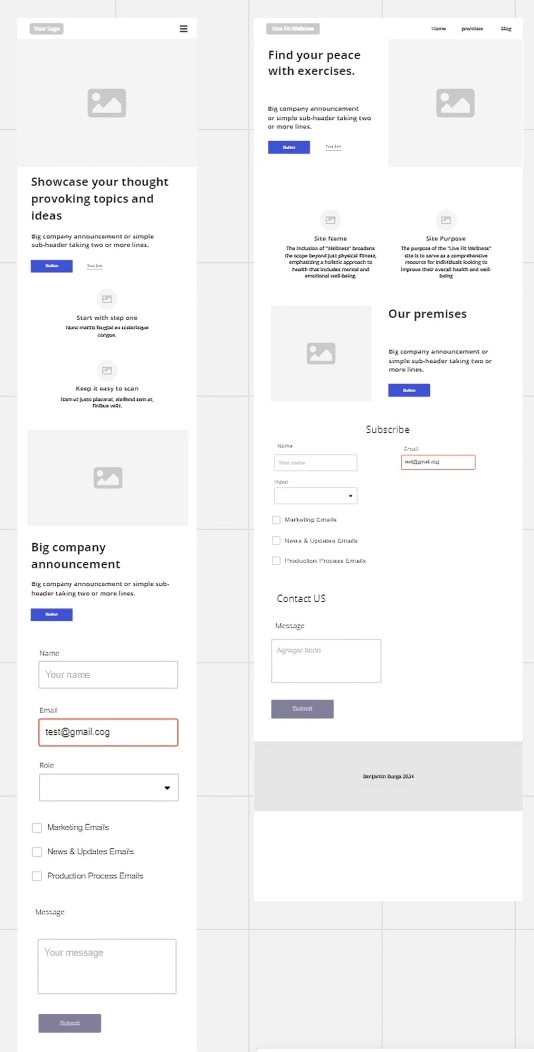 Your Logo
Showcase your thought
provoking topics and
ideas
Big company announcement or simple
sub-header taking two or more lines.
Button
Text link
Start with step one
Nunc mattis feugiat ex scelerisque
congue.
Keep it easy to scan
Nam ut justo placerat, eleifend sem at,
finibus velit.
Big company
announcement
Big company announcement or simple sub-
header taking two or more lines.
Button
Name
Your name
Email
test@gmail.cog
Role
Marketing Emails
News & Updates Emails
Production Process Emails
Message
Your message
Submit
Live Fit Wellness
Home premises Blog
Find your peace
with exercises.
Big company announcement
or simple sub-header taking two
or more lines.
Button
Text link
Site Name
The inclusion of "Wellness" broadens
the scope beyond just physical fitness,
emphasizing a holistic approach to
health that includes mental and
emotional well-being.
Site Purpose
The purpose of the "Live Fit Wellness"
site is to serve as a comprehensive
resource for individuals looking to
improve their overall health and well-
being
Our premises
Big company announcement or
simple sub-header taking two or
more lines.
Button
Subscribe
Name
Your name
Email
test@gmail.cog
Input
Marketing Emails
News & Updates Emails
Production Process Emails
Contact US
Message
Agregar texto
Submit
Benjamin Durga 2024